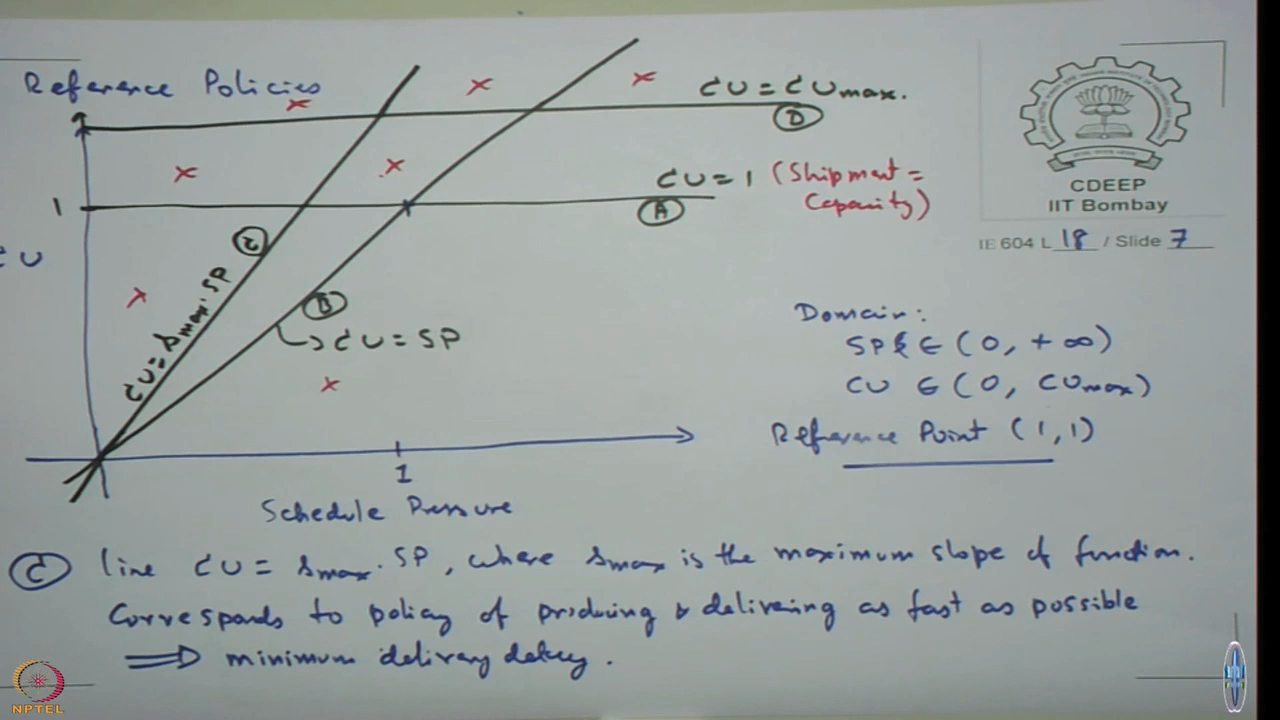 Reference Policies
CU = CUmax.
D
1
CU = 1 (Shipment = Capacity)
A
CU
C
CU = smax. SP
B
CU = SP
1
Schedule Pressure
CDEEP
IIT Bombay
IE 604 L 18 / Slide 7
Domain:
SP ∈ (0, +∞)
CU ∈ (0, CUmax)
Reference Point (1,1)
C line CU = smax. SP, where smax is the maximum slope of function.
Corresponds to policy of producing & delivering as fast as possible
⇒ minimum delivery delay.
NPTEL